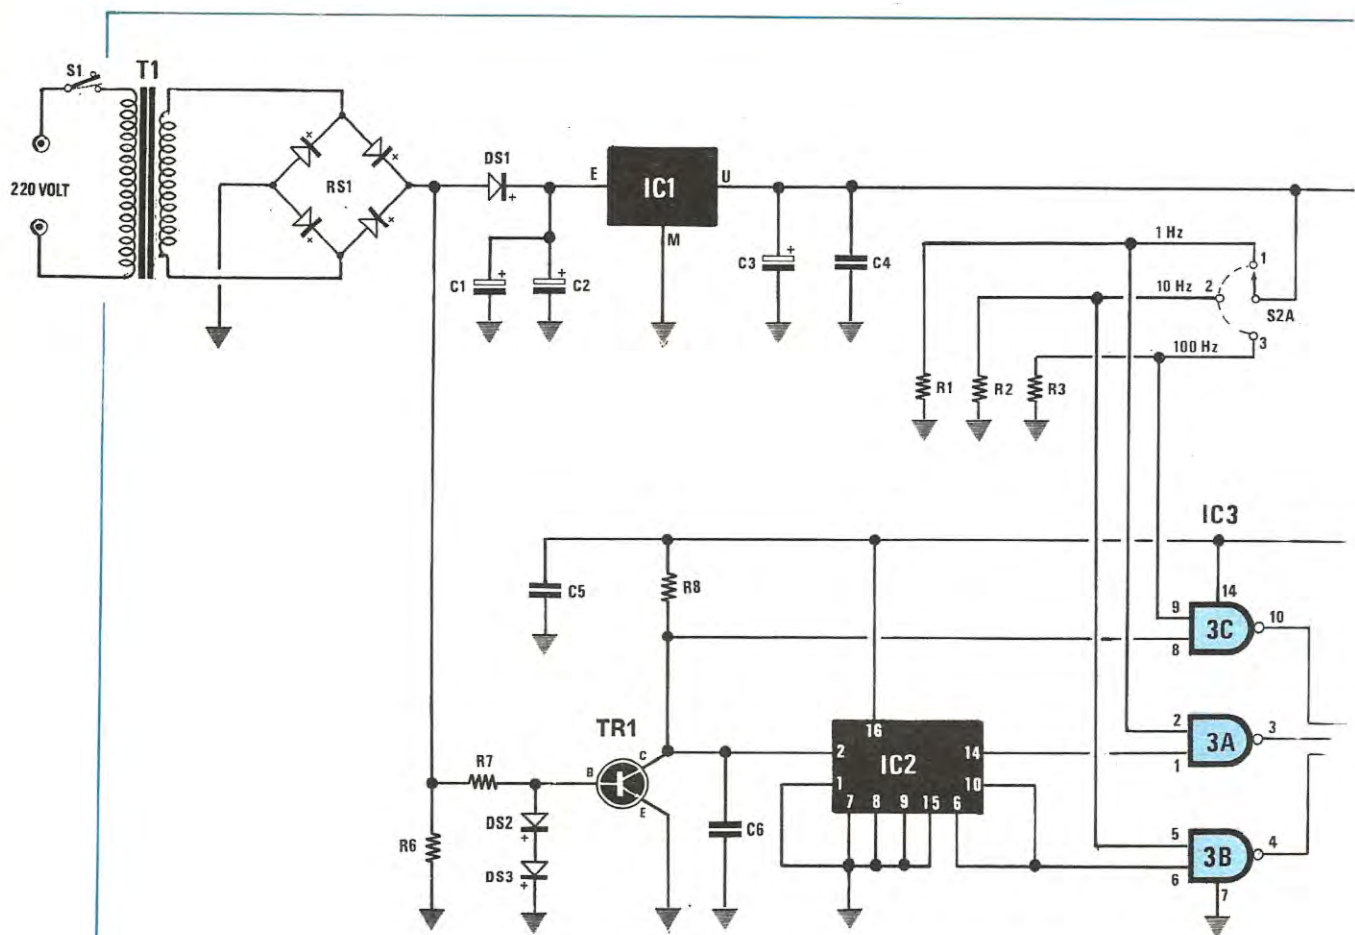 S1
T1
220 VOLT
RS1
DS1
E
IC1
U
M
C1
C2
C3
C4
1 Hz
1
10 Hz
2
S2A
3
100 Hz
R1
R2
R3
IC3
C5
R8
14
9
3C
10
8
TR1
16
2
IC2
14
1
10
7
8
9
15
6
2
3A
3
1
R7
B
C
E
DS2
DS3
R6
C6
5
3B
4
6
7